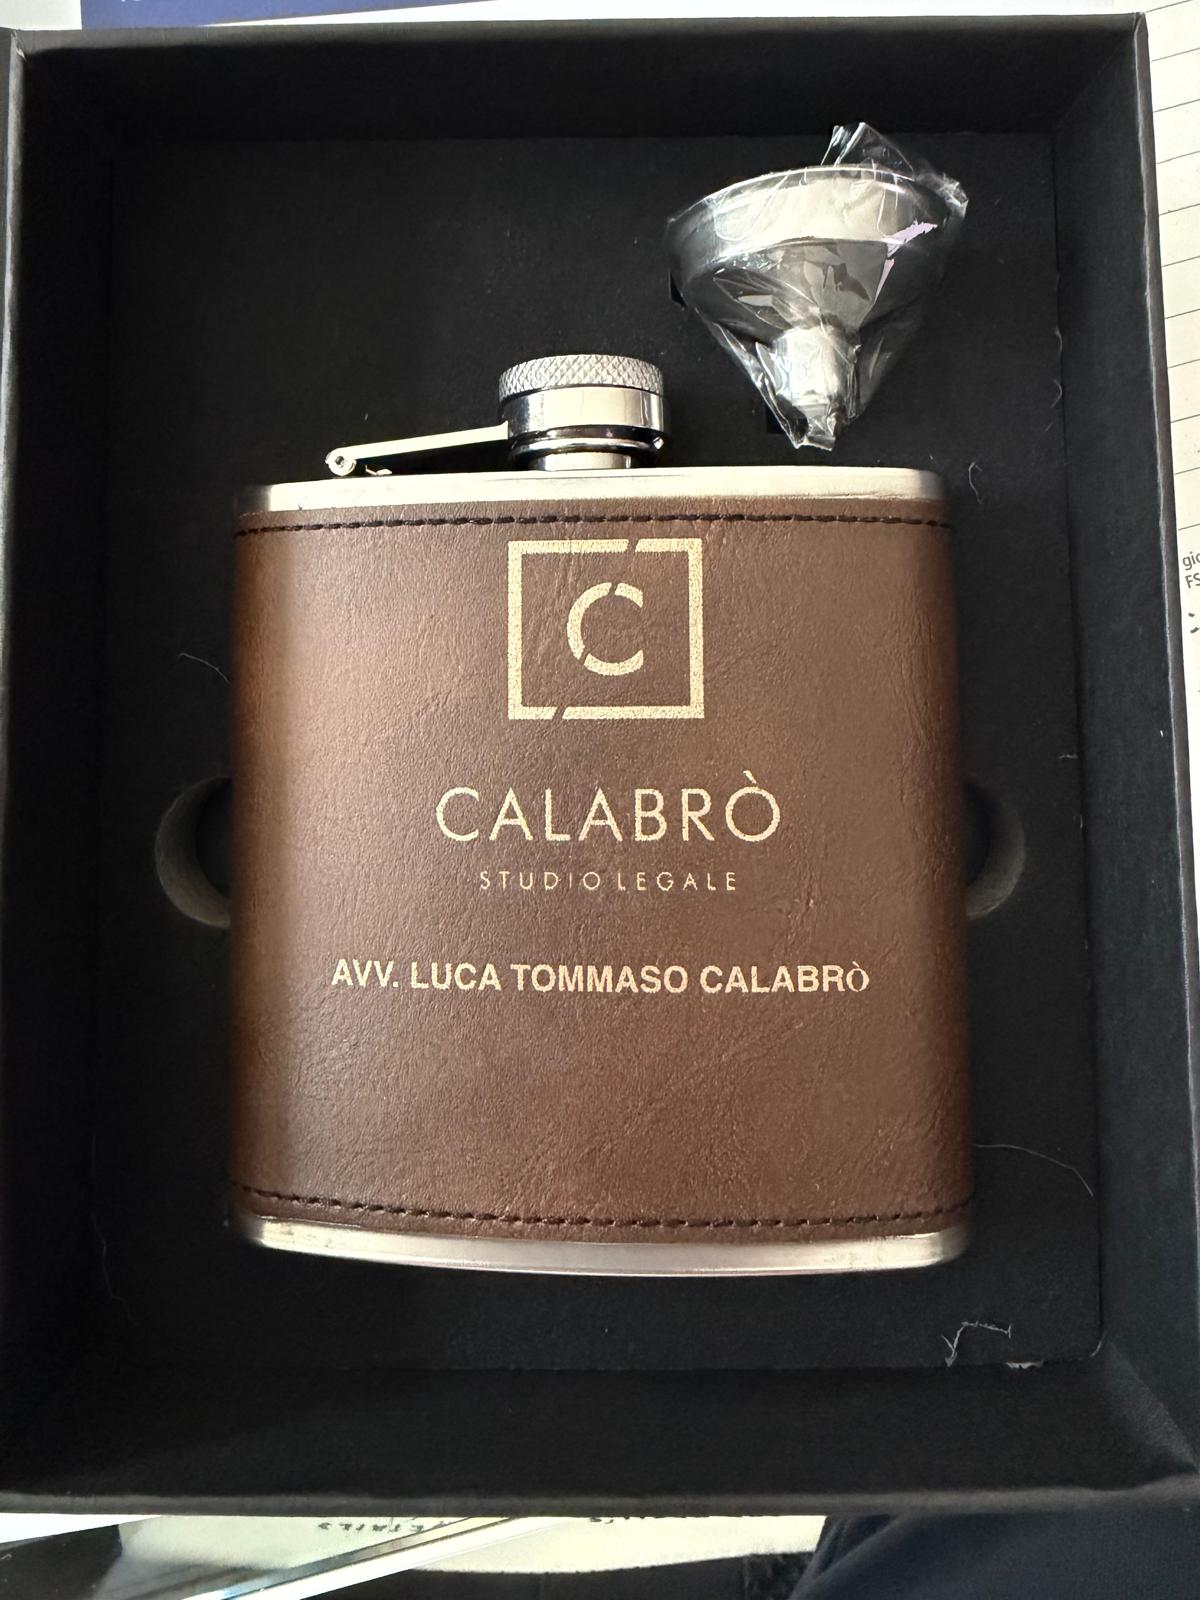 C
CALABRÒ
STUDIO LEGALE
AVV. LUCA TOMMASO CALABRÒ